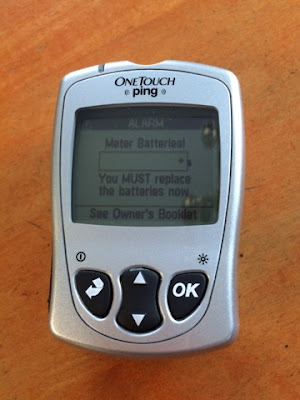 ONETOUCH
ping
ALARM
Meter Batteries!
You MUST replace
the batteries now.
See Owner's Booklet
OK